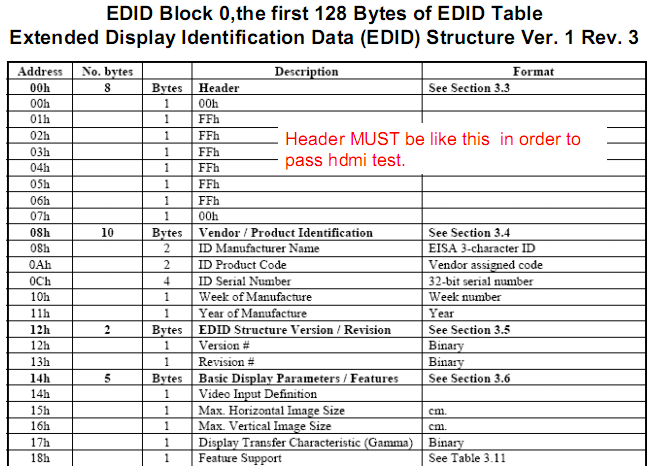 EDID Block 0,the first 128 Bytes of EDID Table
Extended Display Identification Data (EDID) Structure Ver. 1 Rev. 3
Address No. bytes Description Format
00h 8 Bytes Header See Section 3.3
00h 1 00h
01h 1 FFh
02h 1 FFh
Header MUST be like this in order to
03h 1 FFh
pass hdmi test.
04h 1 FFh
05h 1 FFh
06h 1 FFh
07h 1 00h
08h 10 Bytes Vendor / Product Identification See Section 3.4
08h 2 ID Manufacturer Name EISA 3-character ID
0Ah 2 ID Product Code Vendor assigned code
0Ch 4 ID Serial Number 32-bit serial number
10h 1 Week of Manufacture Week number
11h 1 Year of Manufacture Year
12h 2 Bytes EDID Structure Version / Revision See Section 3.5
12h 1 Version # Binary
13h 1 Revision # Binary
14h 5 Bytes Basic Display Parameters / Features See Section 3.6
14h 1 Video Input Definition
15h 1 Max. Horizontal Image Size cm.
16h 1 Max. Vertical Image Size cm.
17h 1 Display Transfer Characteristic (Gamma) Binary
18h 1 Feature Support See Table 3.11